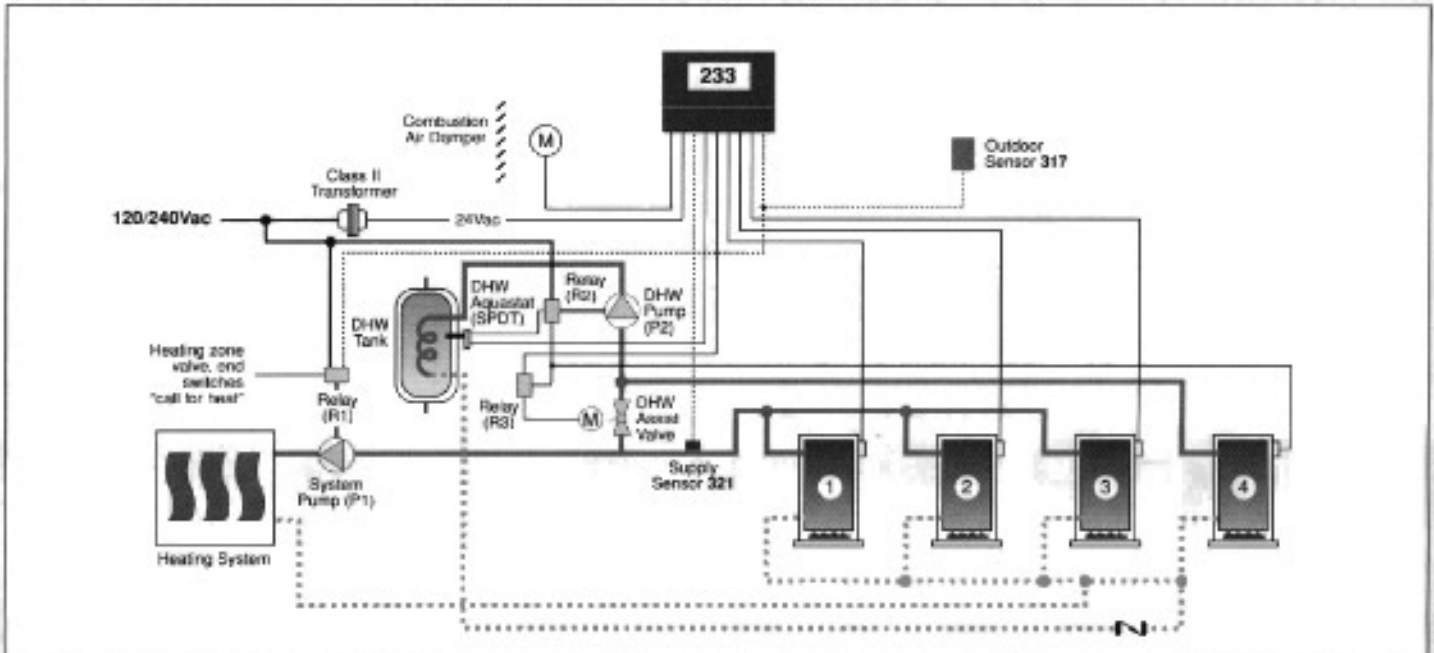 233
Combustion
Air Damper
M
Outdoor
Sensor 317
Class II
Transformer
120/240Vac
24Vac
DHW
Aquastat
(SPDT)
Relay
(R2)
DHW
Pump
(P2)
DHW
Tank
Heating zone
valve, end
switches
"call for heat"
Relay
(R1)
Relay
(R3)
M
DHW
Assist
Valve
System
Pump (P1)
Supply
Sensor 321
1
2
3
4
Heating System